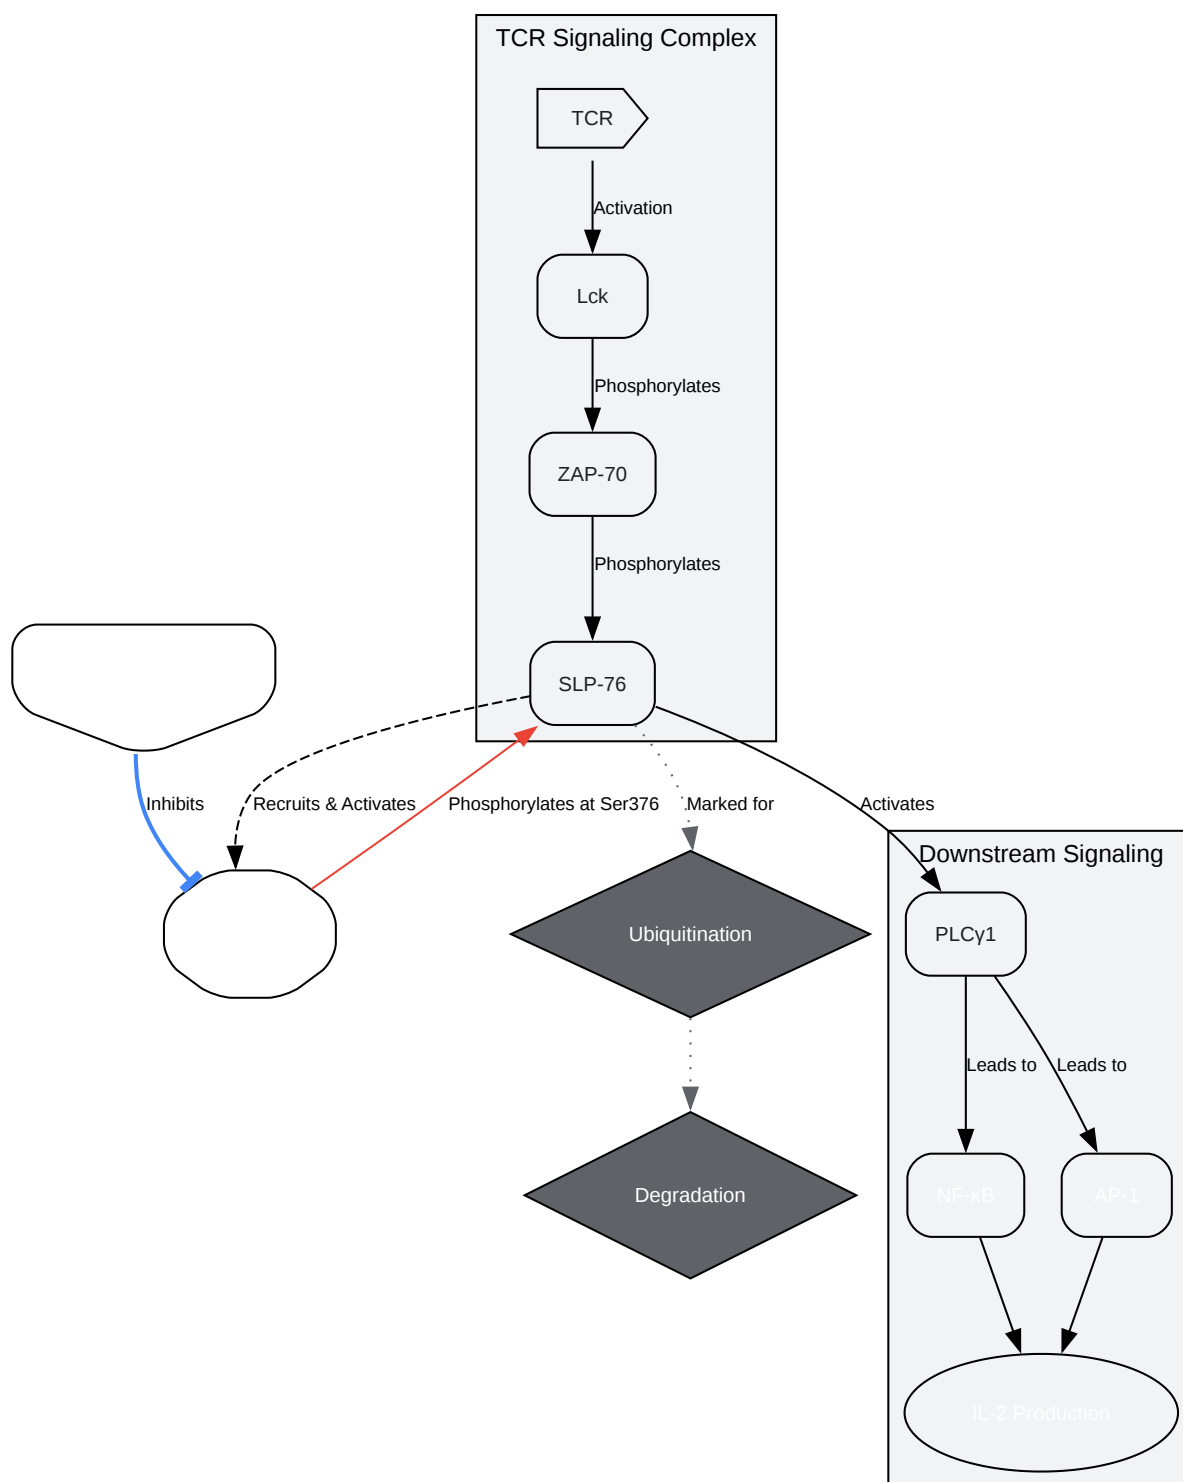 TCR Signaling Complex
TCR
Activation
Lck
Phosphorylates
ZAP-70
Phosphorylates
SLP-76
Inhibits
Recruits & Activates
Phosphorylates at Ser376
Marked for
Activates
Downstream Signaling
Ubiquitination
PLCγ1
Leads to
Leads to
Degradation
NF-κB
AP-1
IL-2 Production